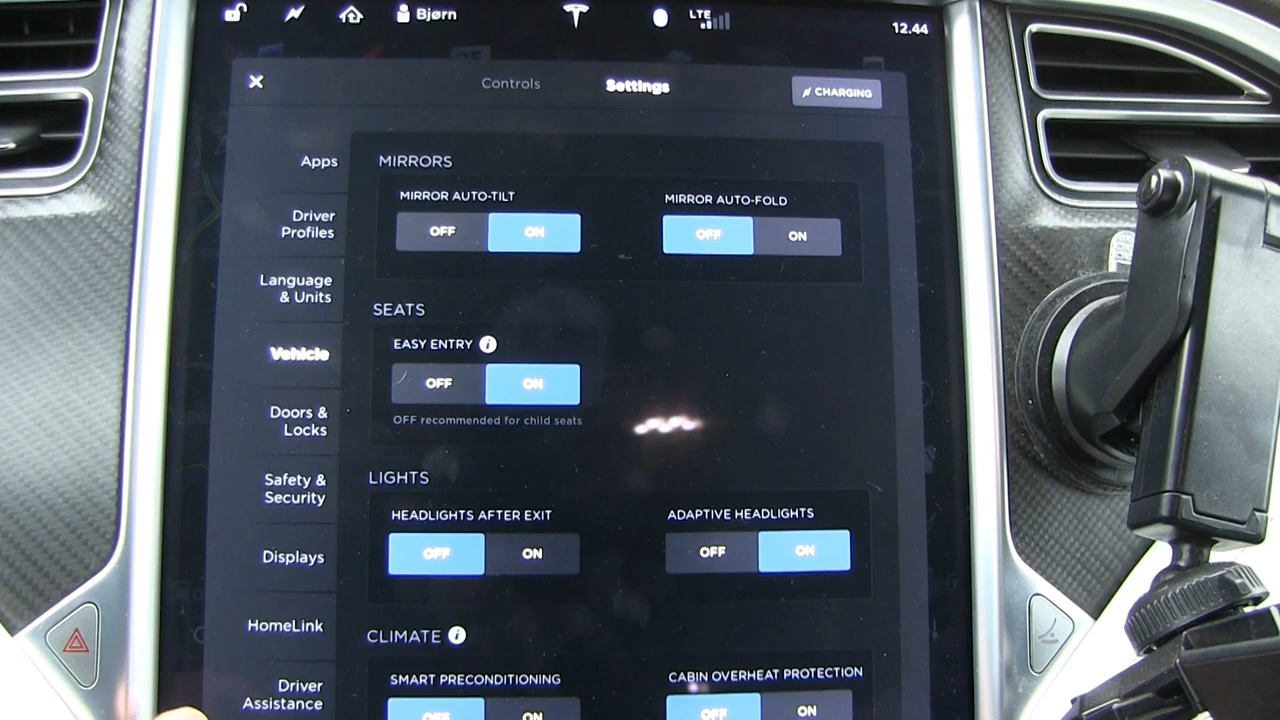 Bjørn
LTE
12.44
Controls
Settings
CHARGING
Apps
Driver
Profiles
Language
& Units
Vehicle
Doors &
Locks
Safety &
Security
Displays
HomeLink
Driver
Assistance
MIRRORS
MIRROR AUTO-TILT
OFF ON
MIRROR AUTO-FOLD
OFF ON
SEATS
EASY ENTRY i
OFF ON
OFF recommended for child seats
LIGHTS
HEADLIGHTS AFTER EXIT
OFF ON
ADAPTIVE HEADLIGHTS
OFF ON
CLIMATE i
SMART PRECONDITIONING
OFF ON
CABIN OVERHEAT PROTECTION
OFF ON